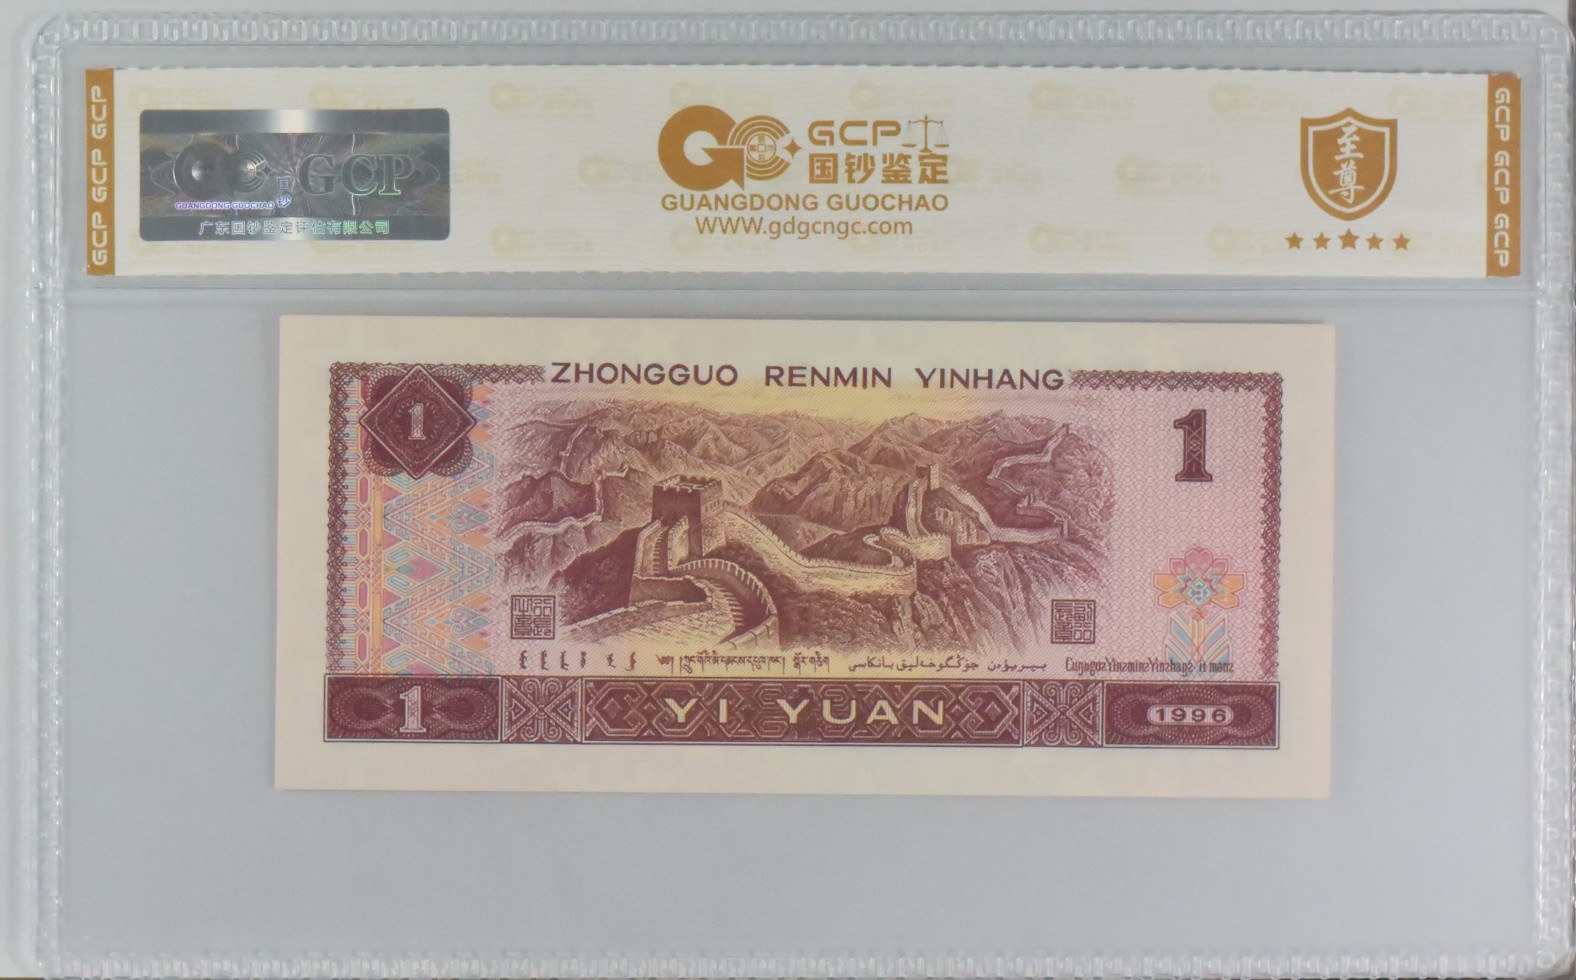 GCP GCP GCP
GCP
国钞
GUANGDONG GUOCHAO
广东国钞鉴定评估有限公司
GCP
国钞鉴定
GUANGDONG GUOCHAO
WWW.gdgcngc.com
至尊
GCP GCP GCP
ZHONGGUO RENMIN YINHANG
1
1
1
YI YUAN
1996